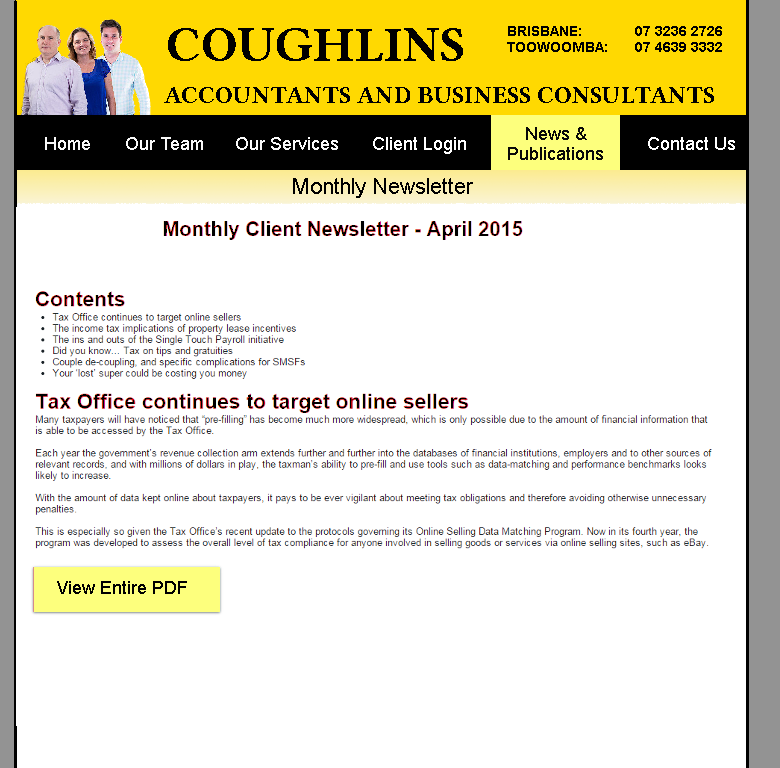 COUGHLINS
BRISBANE: 07 3236 2726
TOOWOOMBA: 07 4639 3332
ACCOUNTANTS AND BUSINESS CONSULTANTS
Home Our Team Our Services Client Login News & Publications Contact Us
Monthly Newsletter
Monthly Client Newsletter - April 2015
Contents
• Tax Office continues to target online sellers
• The income tax implications of property lease incentives
• The ins and outs of the Single Touch Payroll initiative
• Did you know… Tax on tips and gratuities
• Couple de-coupling, and specific complications for SMSFs
• Your ‘lost’ super could be costing you money
Tax Office continues to target online sellers
Many taxpayers will have noticed that “pre-filling” has become much more widespread, which is only possible due to the amount of financial information that
is able to be accessed by the Tax Office.
Each year the government’s revenue collection arm extends further and further into the databases of financial institutions, employers and to other sources of
relevant records, and with millions of dollars in play, the taxman’s ability to pre-fill and use tools such as data-matching and performance benchmarks looks
likely to increase.
With the amount of data kept online about taxpayers, it pays to be ever vigilant about meeting tax obligations and therefore avoiding otherwise unnecessary
penalties.
This is especially so given the Tax Office’s recent update to the protocols governing its Online Selling Data Matching Program. Now in its fourth year, the
program was developed to assess the overall level of tax compliance for anyone involved in selling goods or services via online selling sites, such as eBay.
View Entire PDF